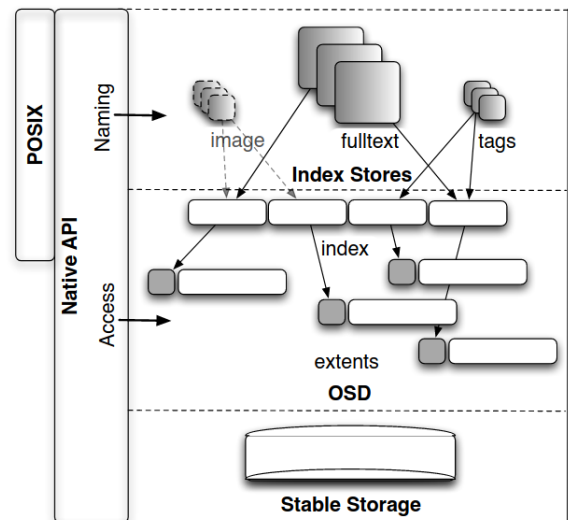 POSIX
Native API
Naming
Access
image
fulltext
tags
Index Stores
index
extents
OSD
Stable Storage